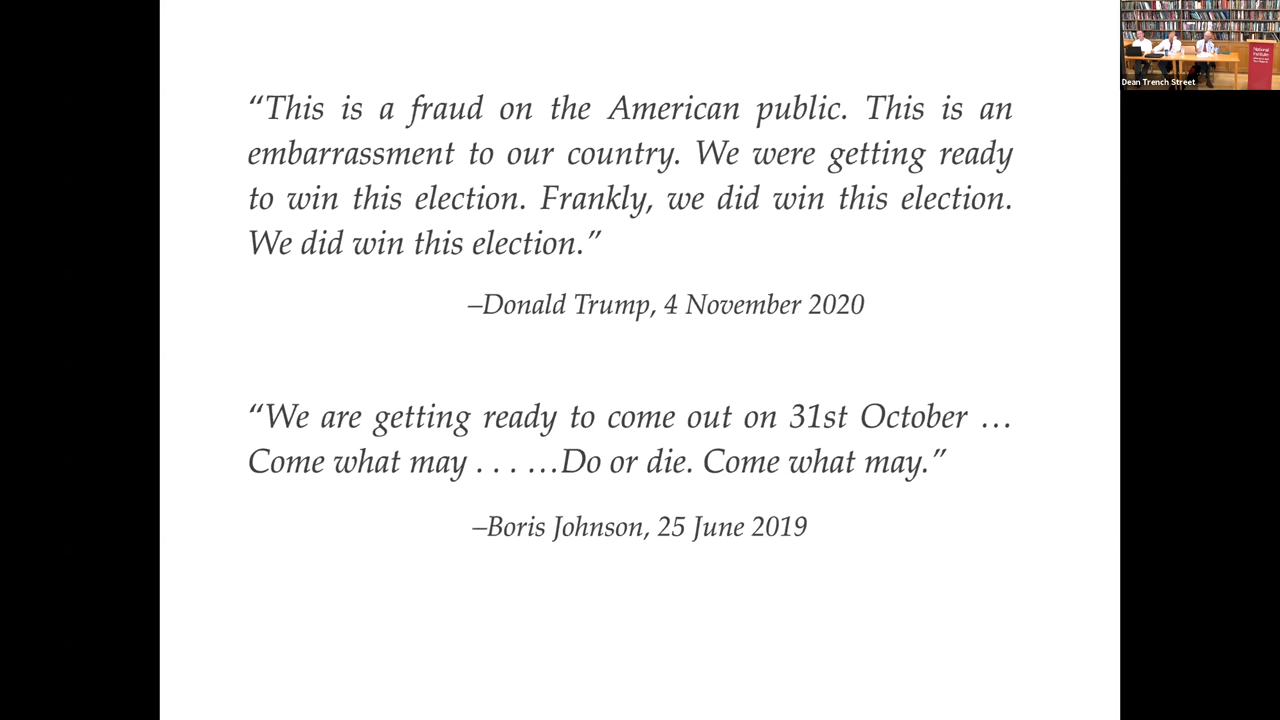 “This is a fraud on the American public. This is an
embarrassment to our country. We were getting ready
to win this election. Frankly, we did win this election.
We did win this election.”
–Donald Trump, 4 November 2020
“We are getting ready to come out on 31st October …
Come what may . . . …Do or die. Come what may.”
–Boris Johnson, 25 June 2019
Dean Trench Street
National
Institute